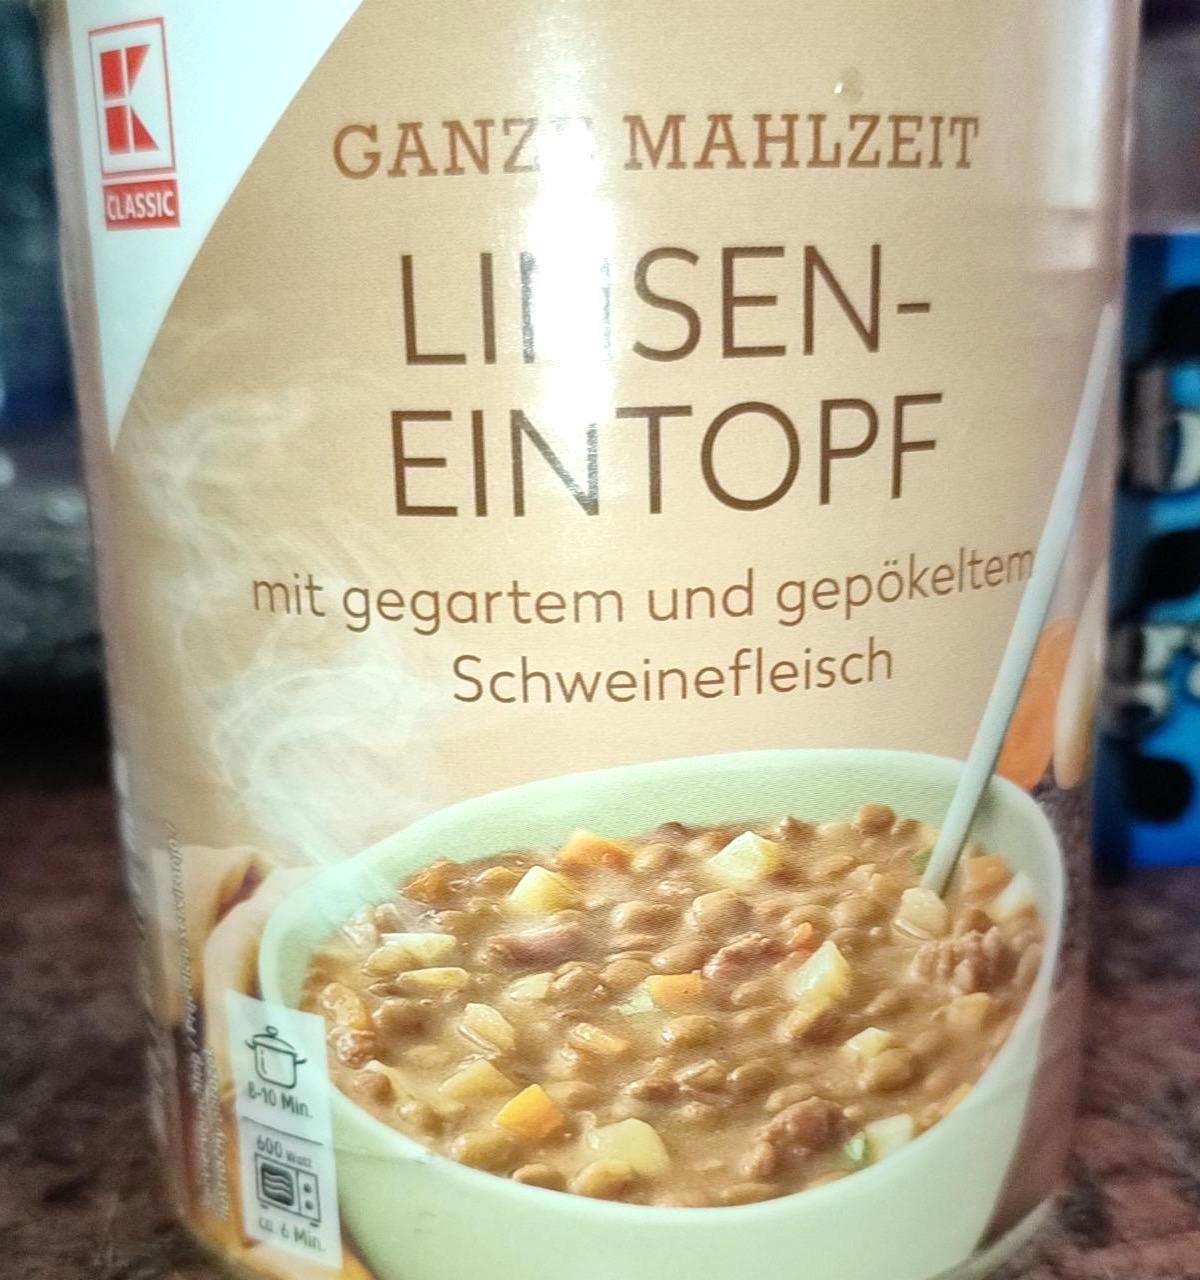 CLASSIC
GANZE MAHLZEIT
LINSEN-
EINTOPF
mit gegartem und gepökeltem
Schweinefleisch
8-10 Min.
600 Watt
ca. 6 Min.